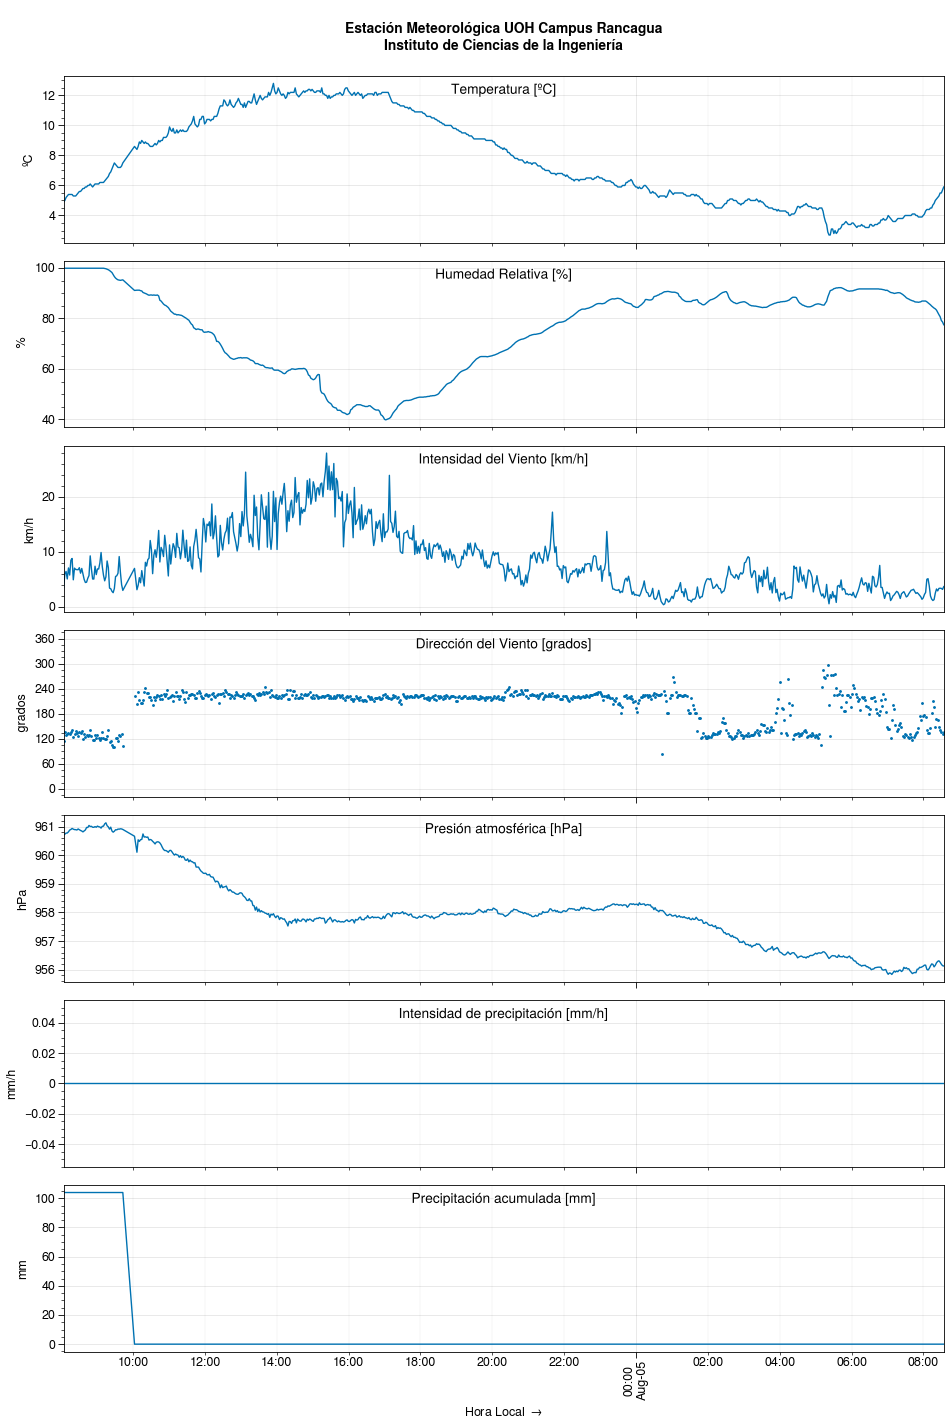 Estación Meteorológica UOH Campus Rancagua
Instituto de Ciencias de la Ingeniería
Temperatura [ºC]
ºC
12
10
8
6
4
Humedad Relativa [%]
%
100
80
60
40
Intensidad del Viento [km/h]
km/h
20
10
0
Dirección del Viento [grados]
grados
360
300
240
180
120
60
0
Presión atmosférica [hPa]
hPa
961
960
959
958
957
956
Intensidad de precipitación [mm/h]
mm/h
0.04
0.02
0
−0.02
−0.04
Precipitación acumulada [mm]
mm
100
80
60
40
20
0
10:00 12:00 14:00 16:00 18:00 20:00 22:00 00:00 02:00 04:00 06:00 08:00
Aug-05
Hora Local →